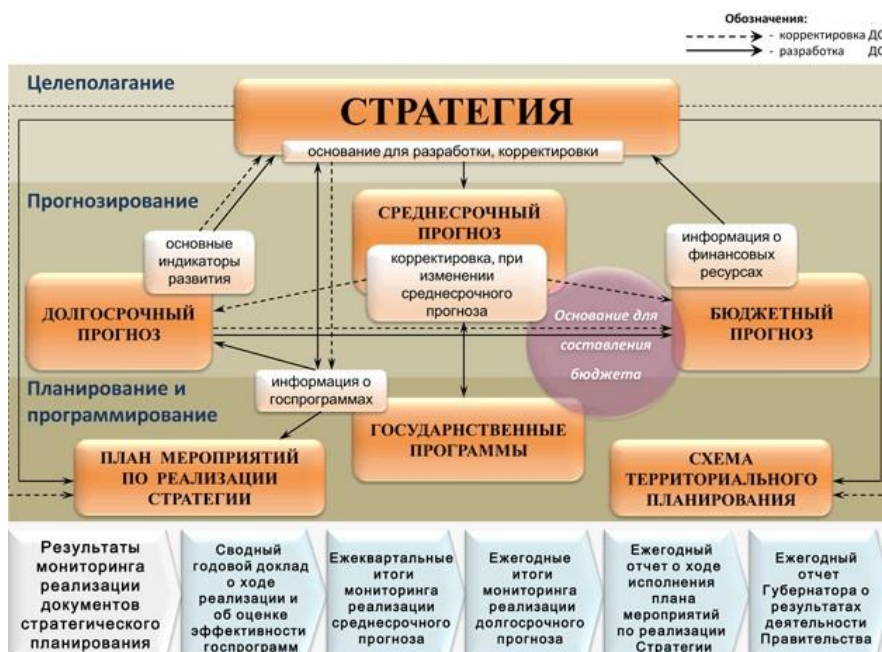 Обозначения:
- корректировка ДС
- разработка ДС
Целеполагание
СТРАТЕГИЯ
основание для разработки, корректировки
Прогнозирование
СРЕДНЕСРОЧНЫЙ
ПРОГНОЗ
основные
индикаторы
развития
корректировка, при
изменении
среднесрочного
прогноза
информация о
финансовых
ресурсах
ДОЛГОСРОЧНЫЙ
ПРОГНОЗ
Основание для
составления
бюджета
БЮДЖЕТНЫЙ
ПРОГНОЗ
Планирование и
программирование
информация о
госпрограммах
ГОСУДАРНСТВЕННЫЕ
ПРОГРАММЫ
ПЛАН МЕРОПРИЯТИЙ
ПО РЕАЛИЗАЦИИ
СТРАТЕГИИ
СХЕМА
ТЕРРИТОРИАЛЬНОГО
ПЛАНИРОВАНИЯ
Результаты
мониторинга
реализации
документов
стратегического
планирования
Сводный
годовой доклад
о ходе
реализации и
об оценке
эффективности
госпрограмм
Ежеквартальные
итоги
мониторинга
реализации
среднесрочного
прогноза
Ежегодные
итоги
мониторинга
реализации
долгосрочного
прогноза
Ежегодный
отчет о ходе
исполнения
плана
мероприятий
по реализации
Стратегии
Ежегодный
отчет
Губернатора о
результатах
деятельности
Правительства